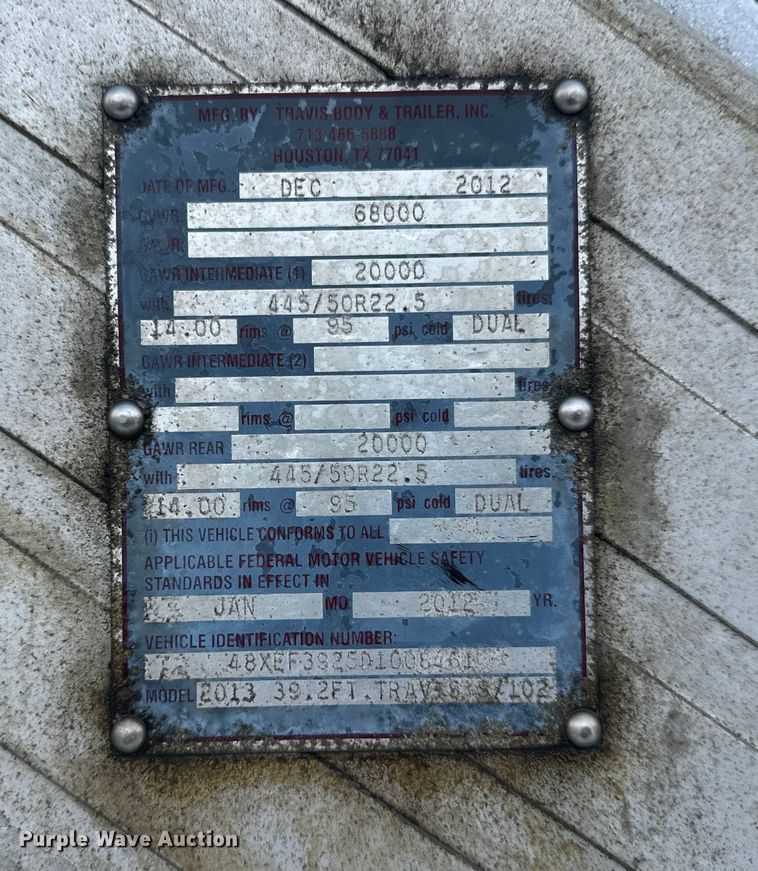 MFG. BY TRAVIS BODY & TRAILER, INC.
713-466-5888
HOUSTON, TX 77041
DATE OF MFG.: DEC 2012
GVWR: 68000
GAWR INTERMEDIATE (1) 20000
with 445/50R22.5 tires.
14.00 rims @ 95 psi cold DUAL
GAWR INTERMEDIATE (2)
with tires
rims @ psi cold
GAWR REAR 20000
with 445/50R22.5 tires.
14.00 rims @ 95 psi cold DUAL
(i) THIS VEHICLE CONFORMS TO ALL
APPLICABLE FEDERAL MOTOR VEHICLE SAFETY
STANDARDS IN EFFECT IN
JAN MO. 2012 YR.
VEHICLE IDENTIFICATION NUMBER:
48XEF3925D1008461
MODEL 2013 39.2FT.TRAVIS S/102
Purple Wave Auction